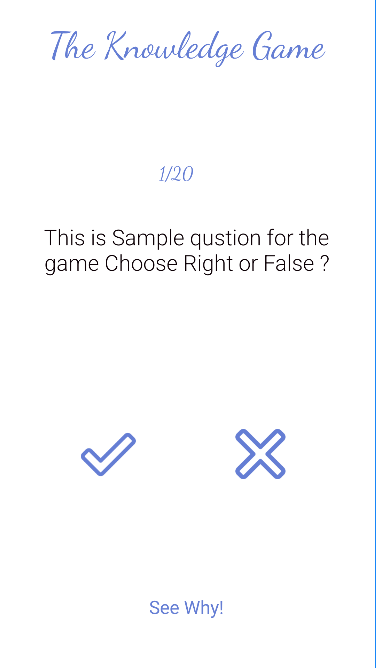 The Knowledge Game
1/20
This is Sample qustion for the
game Choose Right or False ?
See Why!